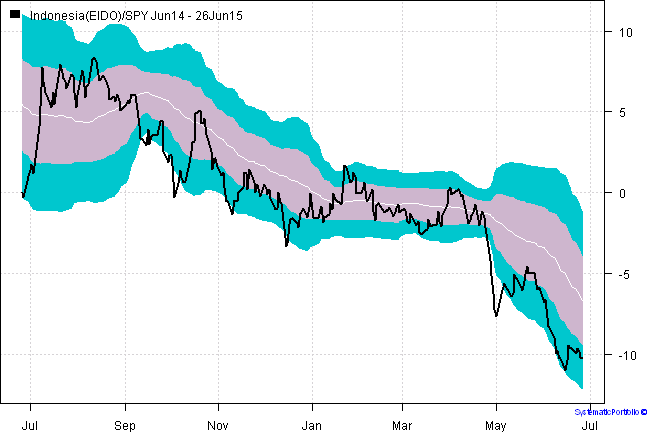 Indonesia(EIDO)/SPY Jun14 - 26Jun15
10
5
0
-5
-10
Jul Sep Nov Jan Mar May Jul
SystematicPortfolio ©